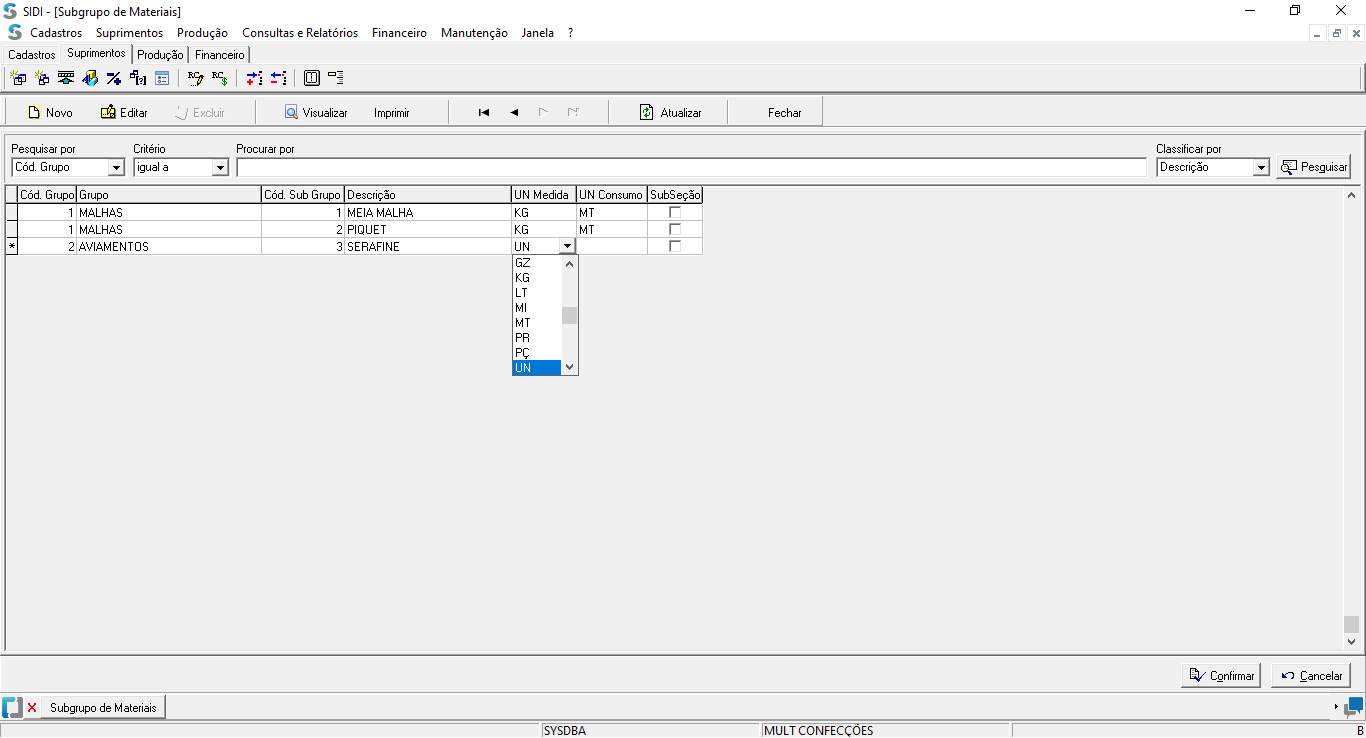 SIDI - [Subgrupo de Materiais]
Cadastros Suprimentos Produção Consultas e Relatórios Financeiro Manutenção Janela ?
Cadastros Suprimentos Produção Financeiro
Novo Editar Excluir Visualizar Imprimir Atualizar Fechar
Pesquisar por Critério Procurar por Classificar por
Cód. Grupo igual a Descrição Pesquisar
Cód. Grupo Grupo Cód. Sub Grupo Descrição UN Medida UN Consumo SubSeção
1 MALHAS 1 MEIA MALHA KG MT
1 MALHAS 2 PIQUET KG MT
* 2 AVIAMENTOS 3 SERAFINE UN
GZ
KG
LT
MI
MT
PR
PÇ
UN
Confirmar Cancelar
Subgrupo de Materiais
SYSDBA MULT CONFECÇÕES B